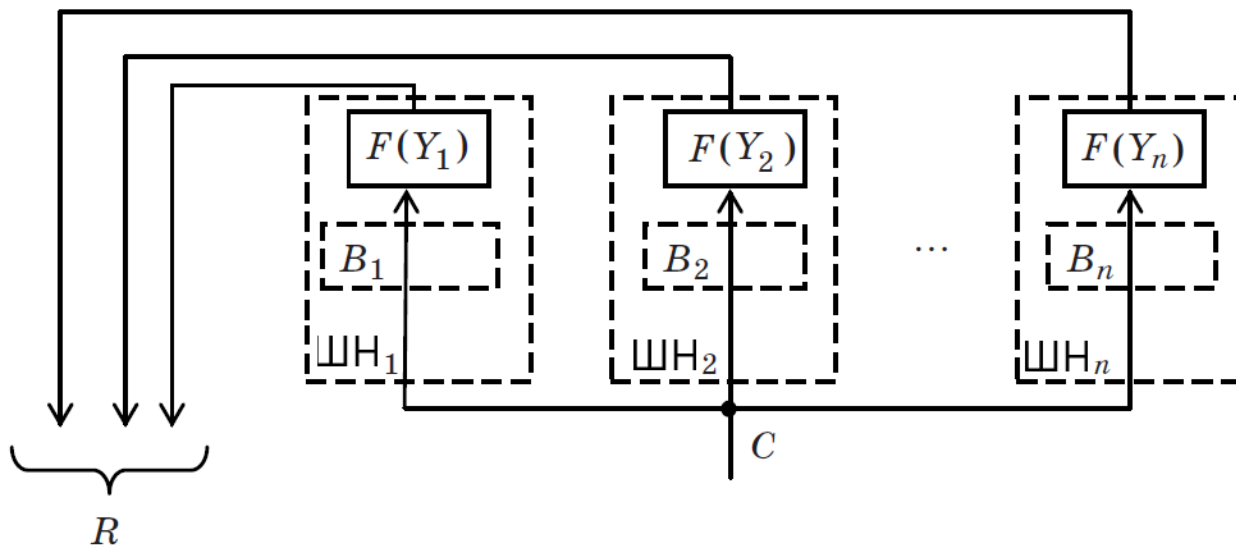 F(Y₁) F(Y₂) F(Yₙ)
B₁ B₂ ... Bₙ
ШН₁ ШН₂ ШНₙ
C
R